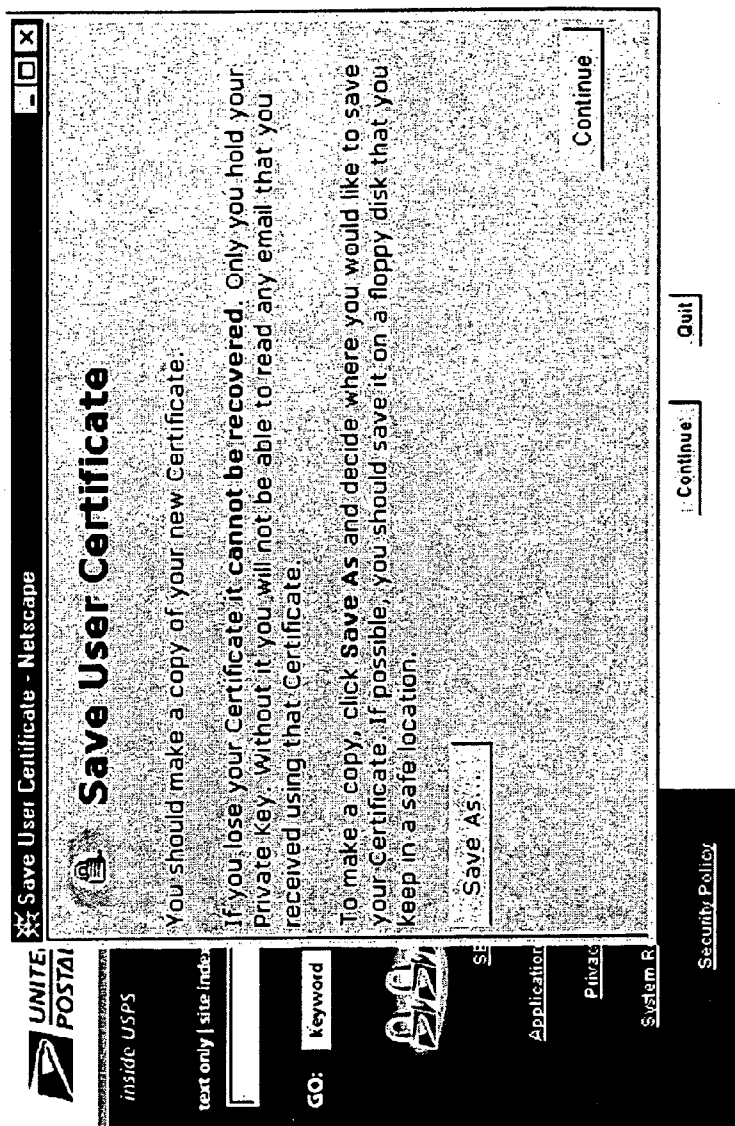 Save User Certificate - Netscape
Save User Certificate
You should make a copy of your new Certificate.
If you lose your Certificate it cannot be recovered. Only you hold your
Private Key. Without it you will not be able to read any email that you
received using that Certificate.
To make a copy, click Save As and decide where you would like to save
your Certificate. If possible, you should save it on a floppy disk that you
keep in a safe location.
Save As...
Continue
UNITE
POSTAL
inside USPS
text only | site index
GO:
keyword
Application
Privac
System R
Security Policy
Continue
Quit